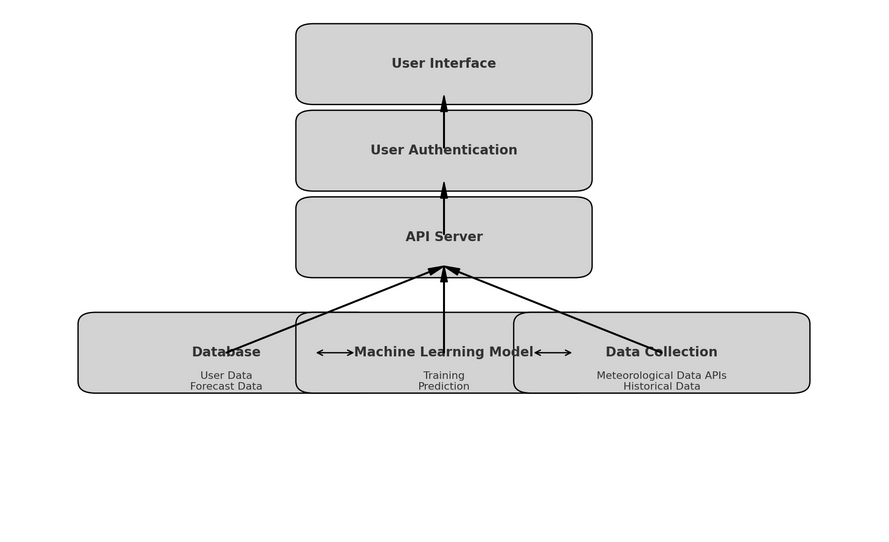 User Interface
User Authentication
API Server
Database
User Data
Forecast Data
Machine Learning Model
Training
Prediction
Data Collection
Meteorological Data APIs
Historical Data